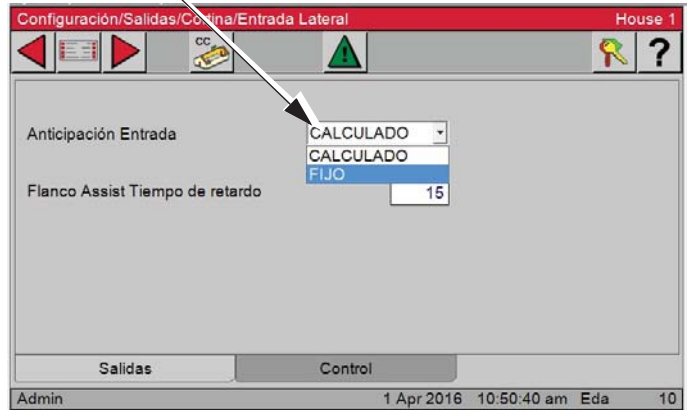 Configuración/Salidas/Cortina/Entrada Lateral House 1
CC
?
Anticipación Entrada CALCULADO
CALCULADO
FIJO
Flanco Assist Tiempo de retardo 15
Salidas Control
Admin 1 Apr 2016 10:50:40 am Eda 10